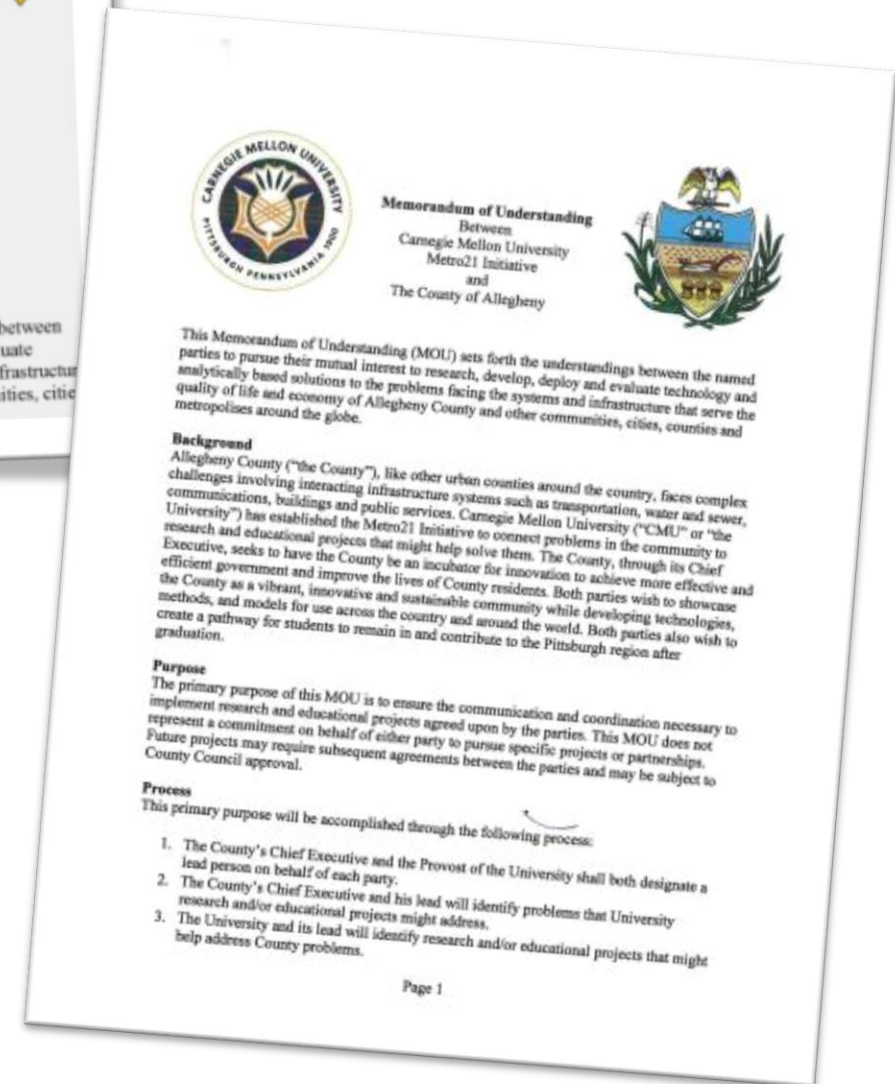 between
uate
frastructur
ities, citie
CARNEGIE MELLON UNIVERSITY
PITTSBURGH PENNSYLVANIA 1900
Memorandum of Understanding
Between
Carnegie Mellon University
Metro21 Initiative
and
The County of Allegheny
This Memorandum of Understanding (MOU) sets forth the understandings between the named
parties to pursue their mutual interest to research, develop, deploy and evaluate technology and
analytically based solutions to the problems facing the systems and infrastructure that serve the
quality of life and economy of Allegheny County and other communities, cities, counties and
metropolises around the globe.
Background
Allegheny County ("the County"), like other urban counties around the country, faces complex
challenges involving interacting infrastructure systems such as transportation, water and sewer,
communications, buildings and public services. Carnegie Mellon University ("CMU" or "the
University") has established the Metro21 Initiative to connect problems in the community to
research and educational projects that might help solve them. The County, through its Chief
Executive, seeks to have the County be an incubator for innovation to achieve more effective and
efficient government and improve the lives of County residents. Both parties wish to showcase
the County as a vibrant, innovative and sustainable community while developing technologies,
methods, and models for use across the country and around the world. Both parties also wish to
create a pathway for students to remain in and contribute to the Pittsburgh region after
graduation.
Purpose
The primary purpose of this MOU is to ensure the communication and coordination necessary to
implement research and educational projects agreed upon by the parties. This MOU does not
represent a commitment on behalf of either party to pursue specific projects or partnerships.
Future projects may require subsequent agreements between the parties and may be subject to
County Council approval.
Process
This primary purpose will be accomplished through the following process:
1. The County's Chief Executive and the Provost of the University shall both designate a
lead person on behalf of each party.
2. The County's Chief Executive and his lead will identify problems that University
research and/or educational projects might address.
3. The University and its lead will identify research and/or educational projects that might
help address County problems.
Page 1